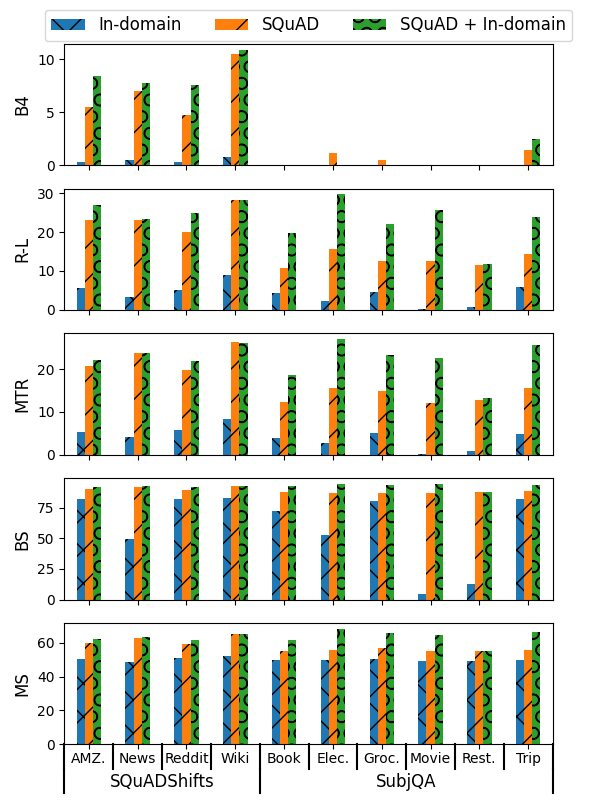 In-domain SQuAD SQuAD + In-domain
10
5
0
B4
30
20
10
0
R-L
20
10
0
MTR
75
50
25
0
BS
60
40
20
0
MS
AMZ. News Reddit Wiki Book Elec. Groc. Movie Rest. Trip
SQuADShifts SubjQA